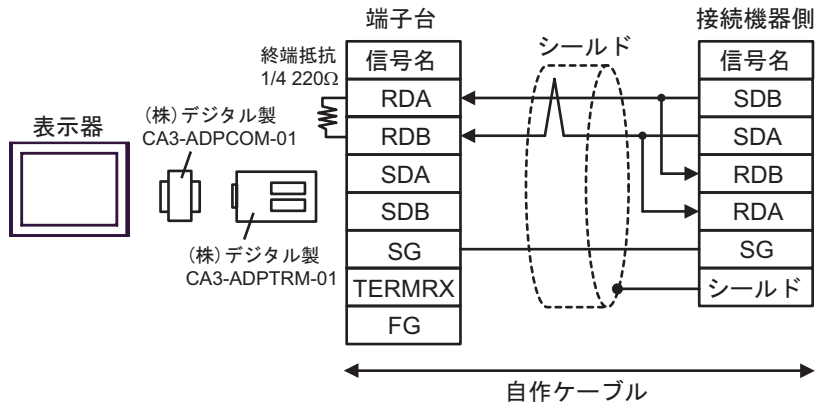 端子台
接続機器側
終端抵抗
1/4 220Ω
シールド
信号名
信号名
RDA
SDB
表示器
(株)デジタル製
CA3-ADPCOM-01
RDB
SDA
SDA
RDB
SDB
RDA
(株)デジタル製
CA3-ADPTRM-01
SG
SG
TERMRX
シールド
FG
自作ケーブル